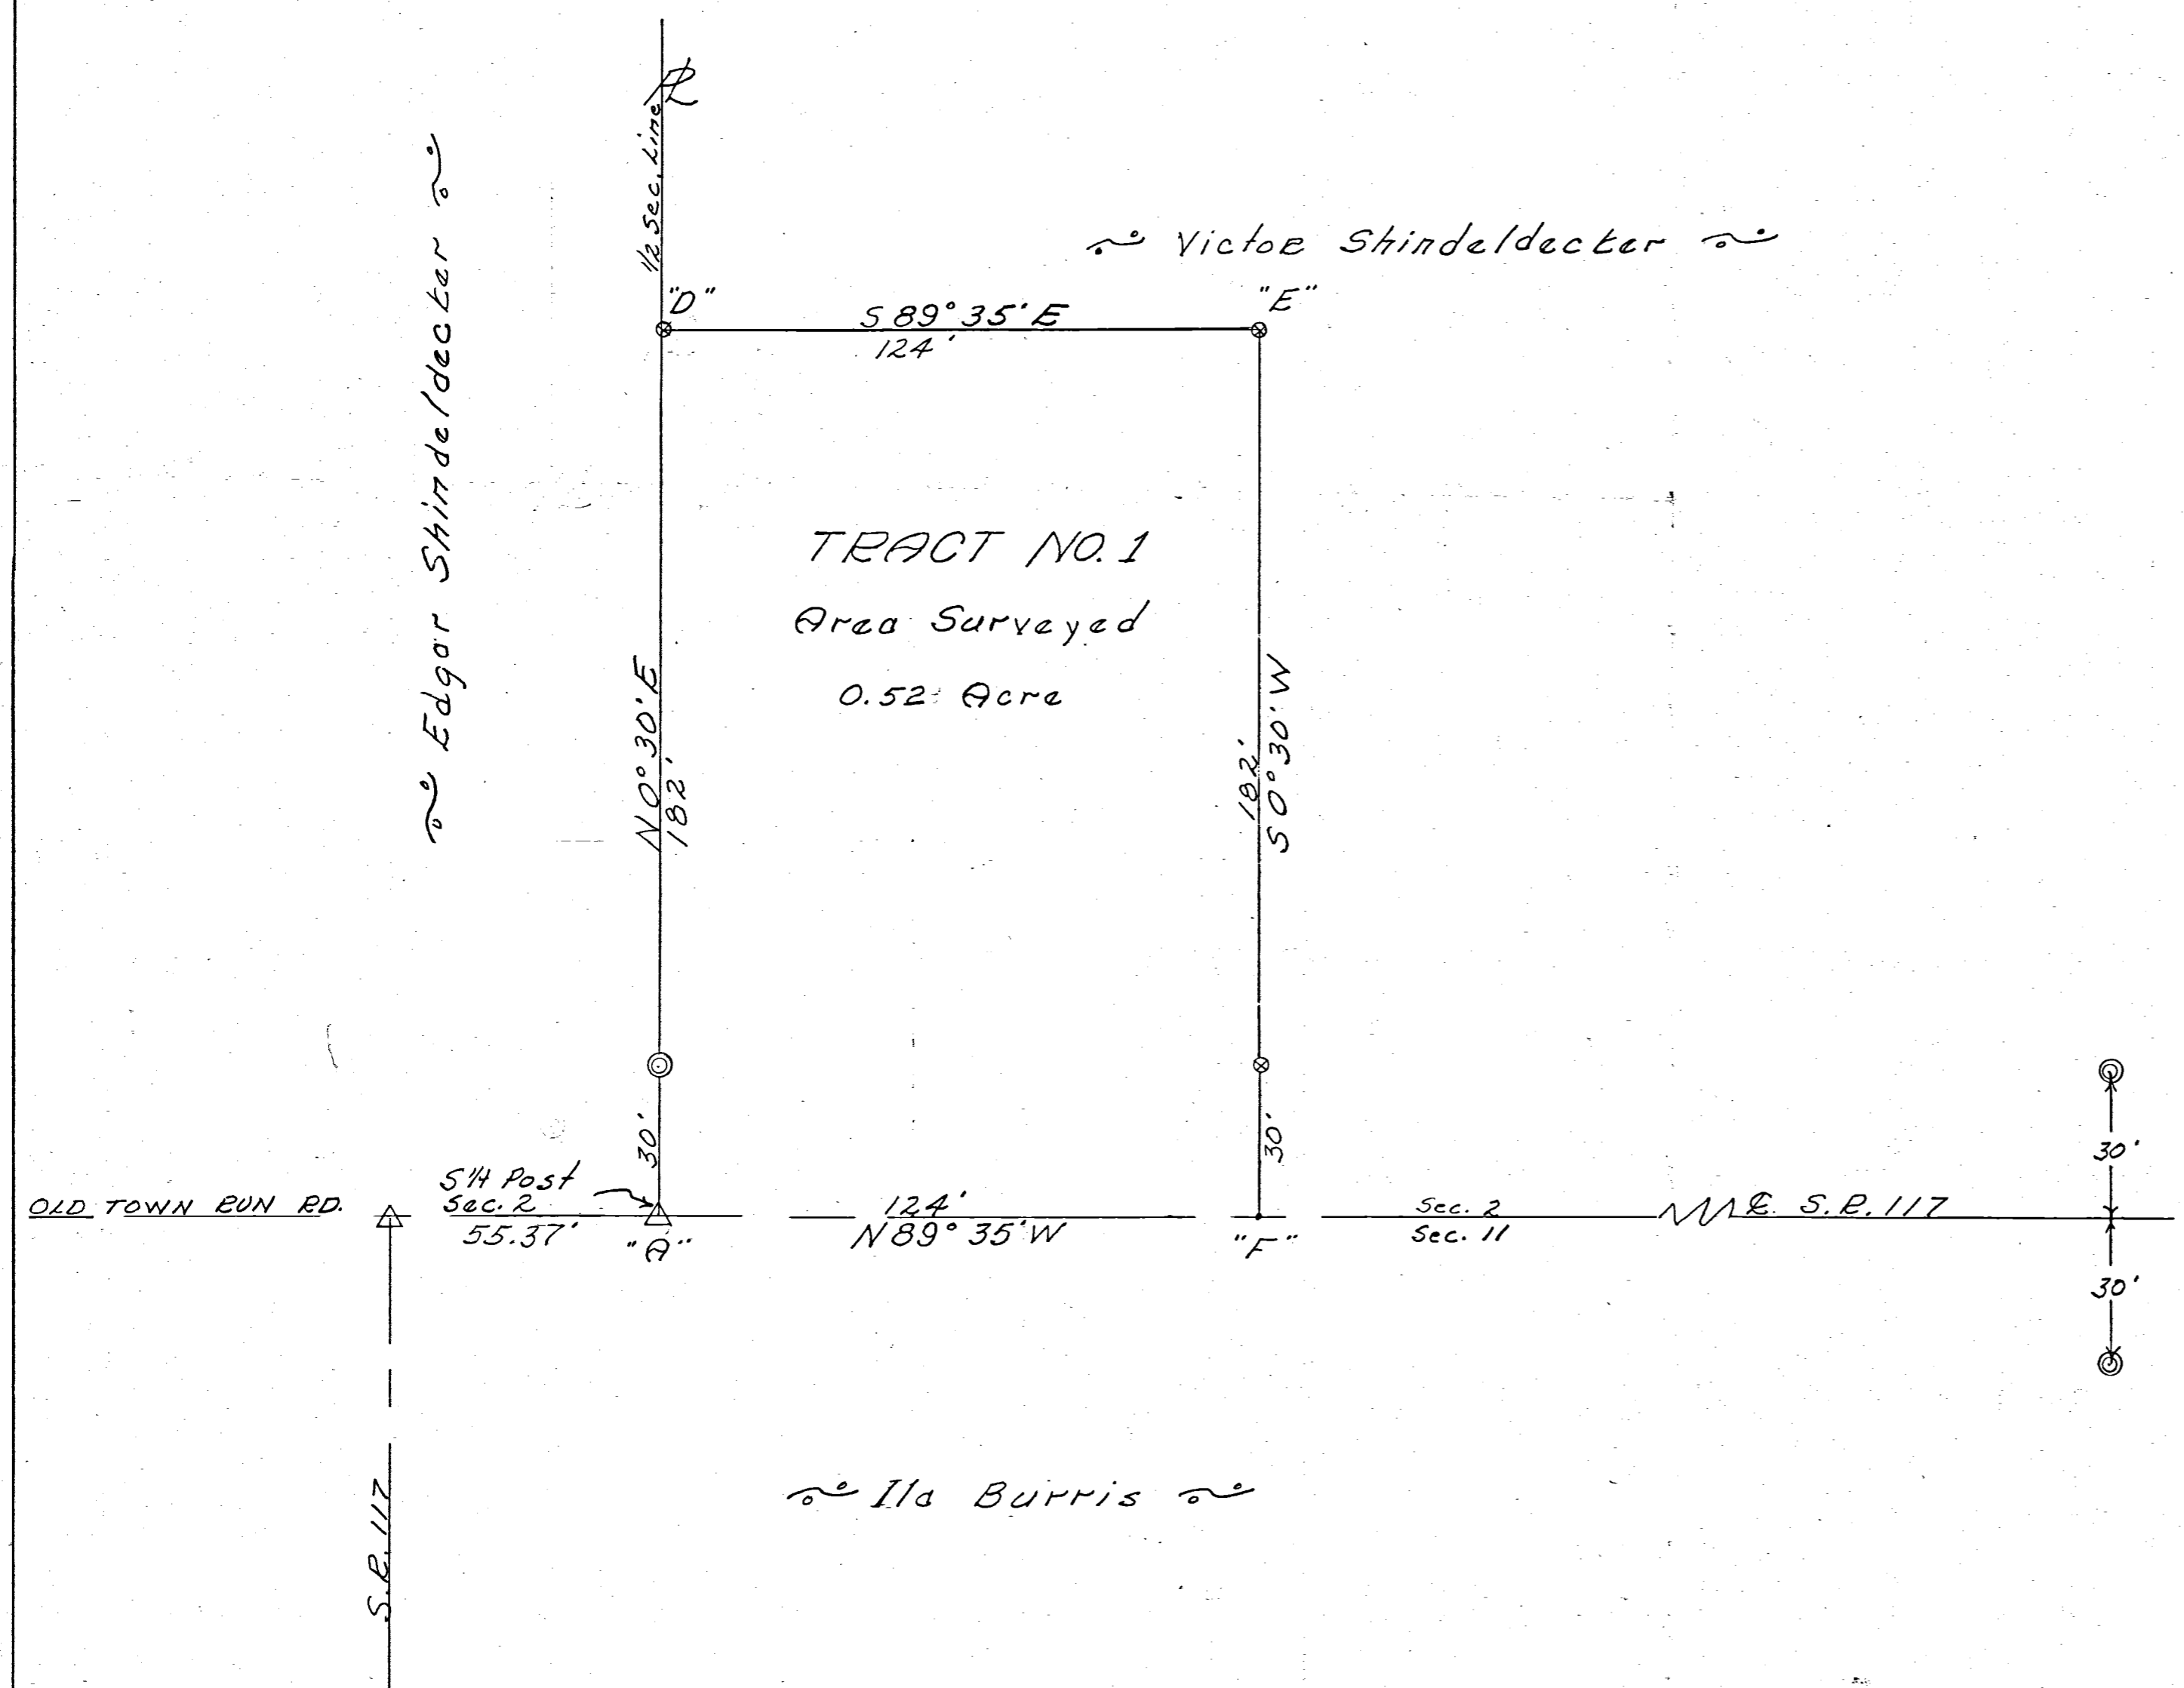 PL
1/2 Sec. Line
~ Edgar Shindeldecker ~
~ Victor Shindeldecker ~
"D"
"E"
S 89° 35' E
124'
TRACT NO. 1
Area Surveyed
0.52 Acre
N 0° 30' E
182'
182'
S 0° 30' W
30'
30'
30'
30'
S 1/4 Post
Sec. 2
55.37'
OLD TOWN RUN RD.
"A"
124'
N 89° 35' W
"F"
Sec. 2
Sec. 11
℄ S.R. 117
S.R. 117
~ Ila Burris ~